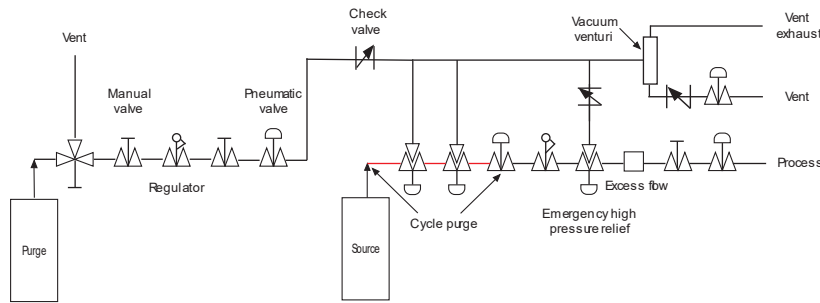 Check
valve
Vacuum
venturi
Vent
exhaust
Vent
Manual
valve
Pneumatic
valve
Vent
Regulator
Process
Excess flow
Cycle purge
Emergency high
pressure relief
Purge
Source